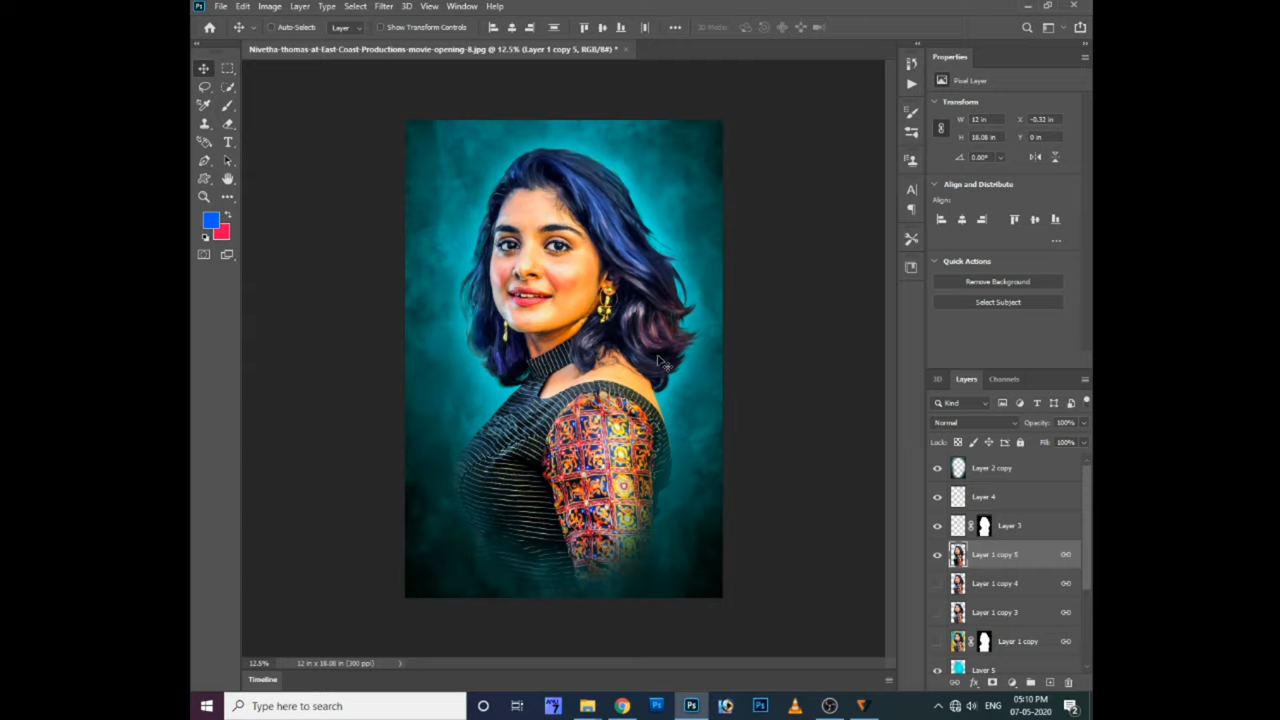 Ps File Edit Image Layer Type Select Filter 3D View Window Help
Auto-Select: Layer Show Transform Controls 3D Mode:
Nivetha-thomas-at-East-Coast-Productions-movie-opening-8.jpg @ 12.5% (Layer 1 copy 5, RGB/8#) * ×
Properties
Pixel Layer
Transform
W 12 in X -0.32 in
H 18.08 in Y 0 in
0.00°
Align and Distribute
Align:
Quick Actions
Remove Background
Select Subject
3D Layers Channels
Kind
Normal Opacity: 100%
Lock: Fill: 100%
Layer 2 copy
Layer 4
Layer 3
Layer 1 copy 5
Layer 1 copy 4
Layer 1 copy 3
Layer 1 copy
Layer 5
12.5% 12 in x 18.08 in (300 ppi)
Timeline
Type here to search
Ps
ENG
05:10 PM
07-05-2020
2